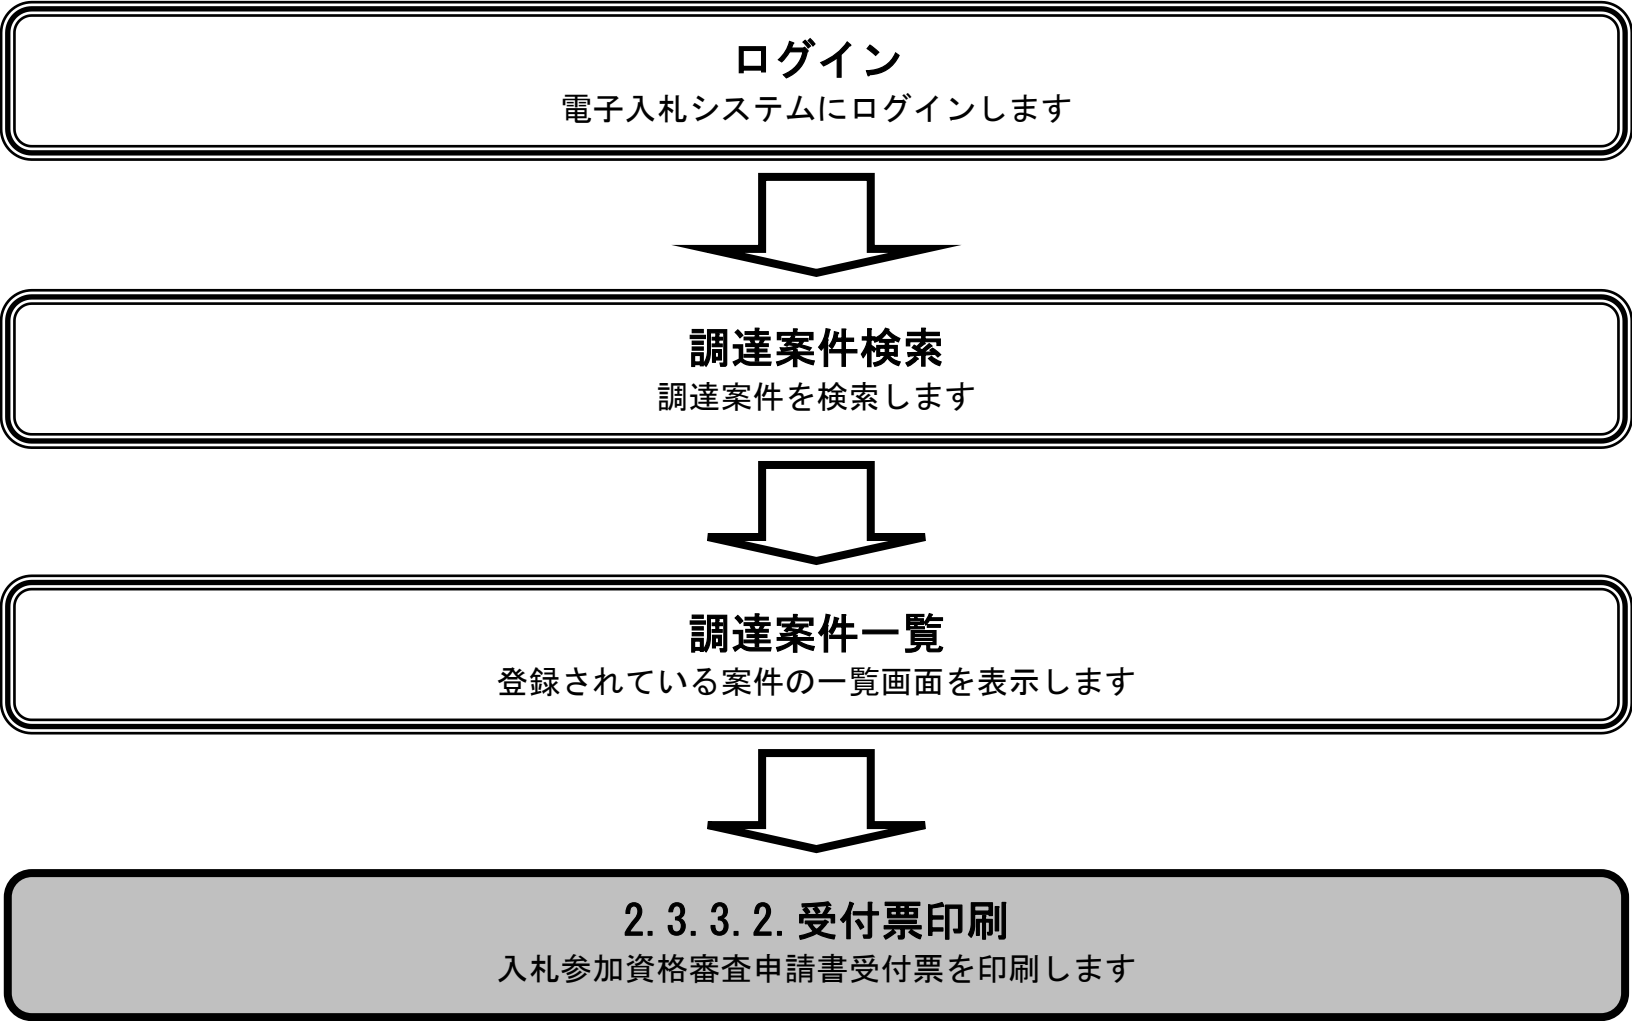 ログイン
電子入札システムにログインします
調達案件検索
調達案件を検索します
調達案件一覧
登録されている案件の一覧画面を表示します
2.3.3.2.受付票印刷
入札参加資格審査申請書受付票を印刷します